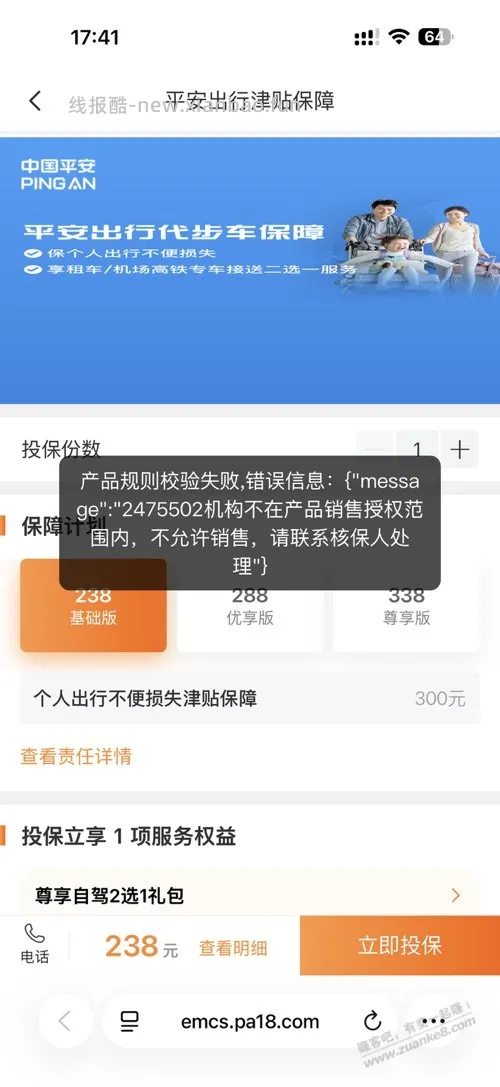 17:41
64
平安出行津贴保障
线报酷-new.xianbao.fun
中国平安
PING AN
平安出行代步车保障
保个人出行不便损失
享租车/机场高铁专车接送二选一服务
投保份数
1
产品规则校验失败,错误信息:{"messa
ge":"2475502机构不在产品销售授权范
围内，不允许销售，请联系核保人处
理"}
保障计划
238
288
338
基础版
优享版
尊享版
个人出行不便损失津贴保障
300元
查看责任详情
投保立享 1 项服务权益
尊享自驾2选1礼包
电话
238 元
查看明细
立即投保
emcs.pa18.com
赚客吧，有奖一起赚！
www.zuanke8.com